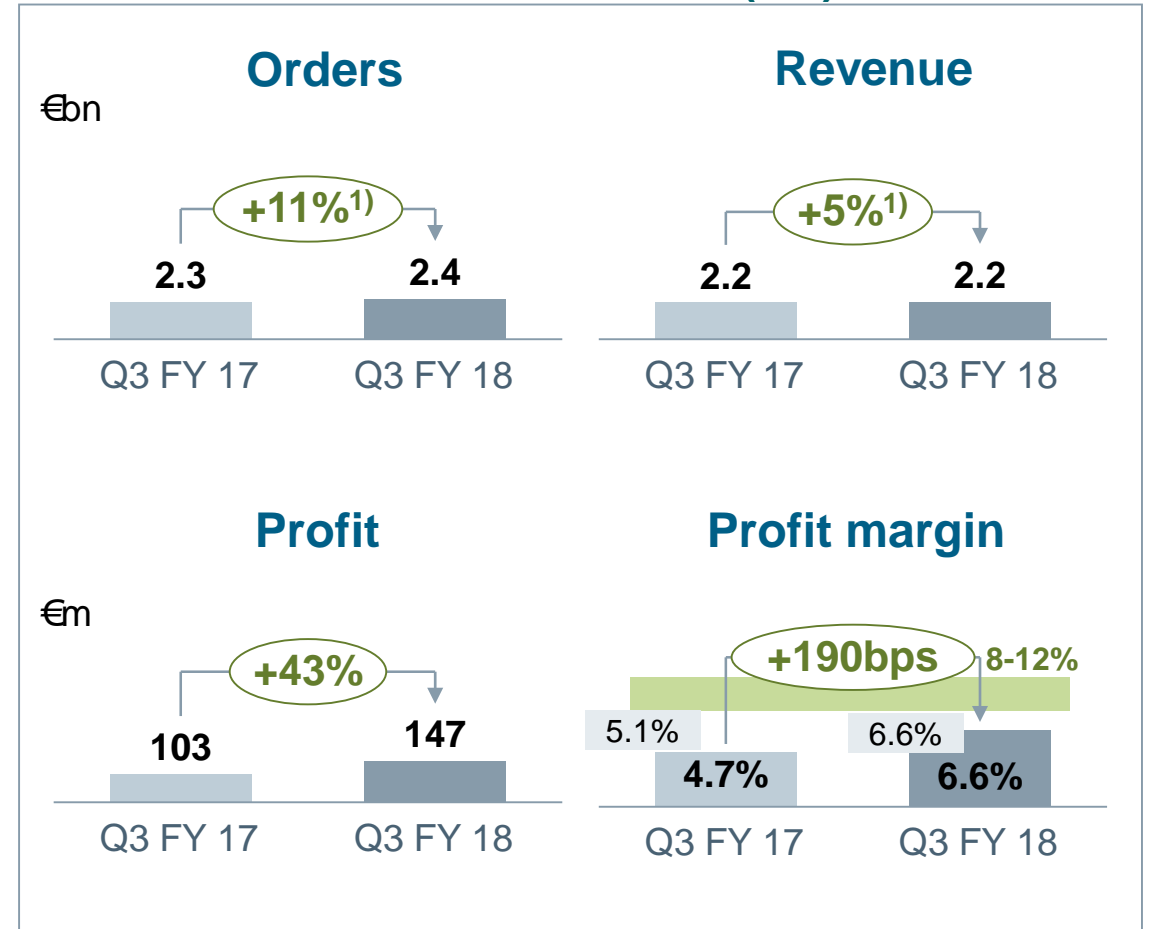 Orders
€bn
+11%1)
2.3
2.4
Q3 FY 17
Q3 FY 18
Revenue
+5%1)
2.2
2.2
Q3 FY 17
Q3 FY 18
Profit
€m
+43%
103
147
Q3 FY 17
Q3 FY 18
Profit margin
+190bps
8-12%
5.1%
6.6%
4.7%
6.6%
Q3 FY 17
Q3 FY 18